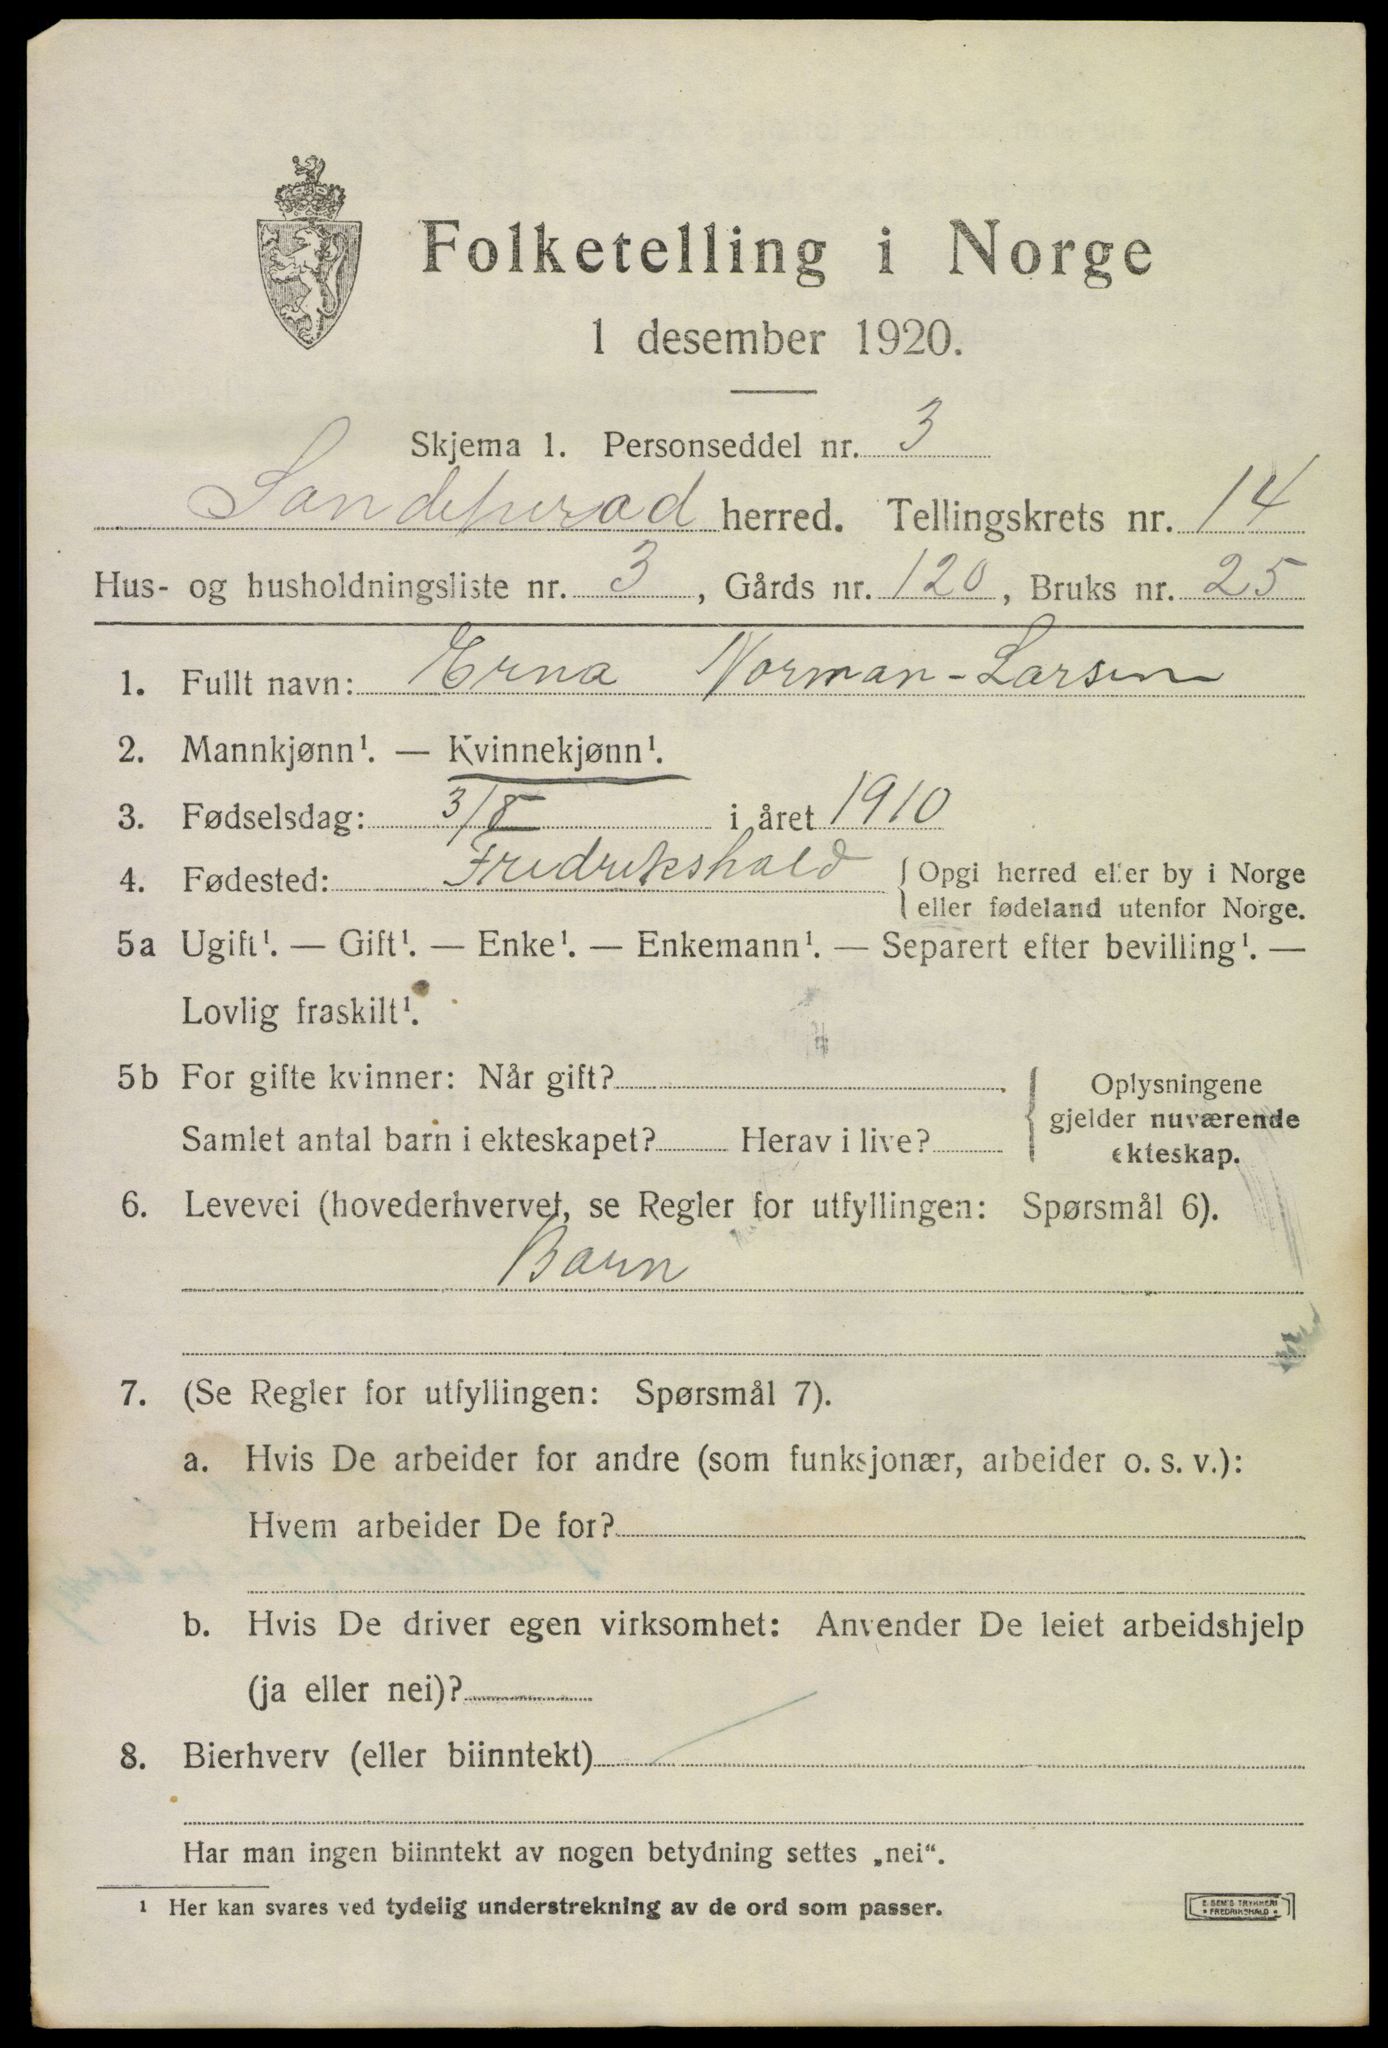 Folketelling i Norge
1 desember 1920.
Skjema 1. Personseddel nr. 3
Sandeherad herred. Tellingskrets nr. 14
Hus- og husholdningsliste nr. 3, Gårds nr. 120, Bruks nr. 25
1. Fullt navn: Erna Norman-Larsen
2. Mannkjønn¹. — Kvinnekjønn¹.
3. Fødselsdag: 3/8 i året 1910
4. Fødested: Fredrikshald { Opgi herred eller by i Norge
eller fødeland utenfor Norge.
5a Ugift¹. — Gift¹. — Enke¹. — Enkemann¹. — Separert efter bevilling¹. —
Lovlig fraskilt¹.
5b For gifte kvinner: Når gift?
Samlet antal barn i ekteskapet? Herav i live?
{ Oplysningene
gjelder nuværende
ekteskap.
6. Levevei (hovederhvervet, se Regler for utfyllingen: Spørsmål 6).
Barn
7. (Se Regler for utfyllingen: Spørsmål 7).
a. Hvis De arbeider for andre (som funksjonær, arbeider o. s. v.):
Hvem arbeider De for?
b. Hvis De driver egen virksomhet: Anvender De leiet arbeidshjelp
(ja eller nei)?
8. Bierhverv (eller biinntekt)
Har man ingen biinntekt av nogen betydning settes „nei“.
¹ Her kan svares ved tydelig understrekning av de ord som passer.
E. SEM'S TRYKKERI
• FREDRIKSHALD •